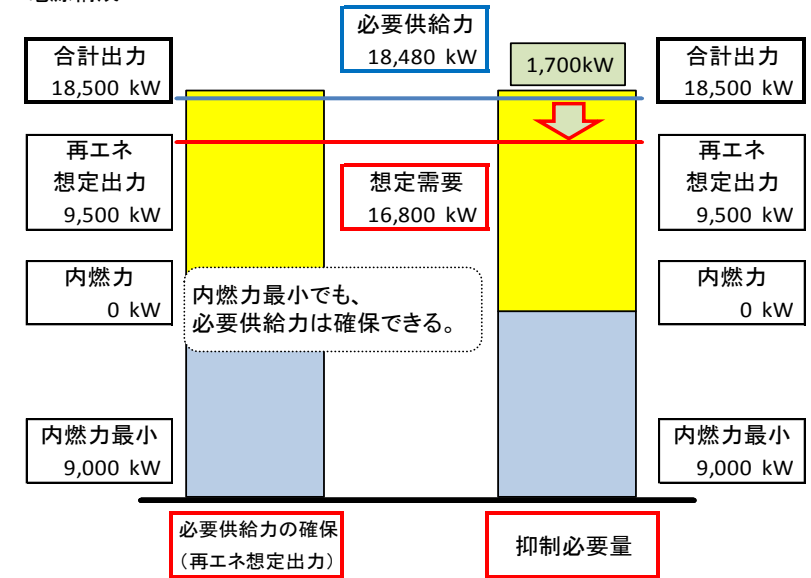 必要供給力
18,480 kW
合計出力
18,500 kW
1,700kW
合計出力
18,500 kW
再エネ
想定出力
9,500 kW
想定需要
16,800 kW
再エネ
想定出力
9,500 kW
内燃力
0 kW
内燃力最小でも、
必要供給力は確保できる。
内燃力
0 kW
内燃力最小
9,000 kW
内燃力最小
9,000 kW
必要供給力の確保
(再エネ想定出力)
抑制必要量